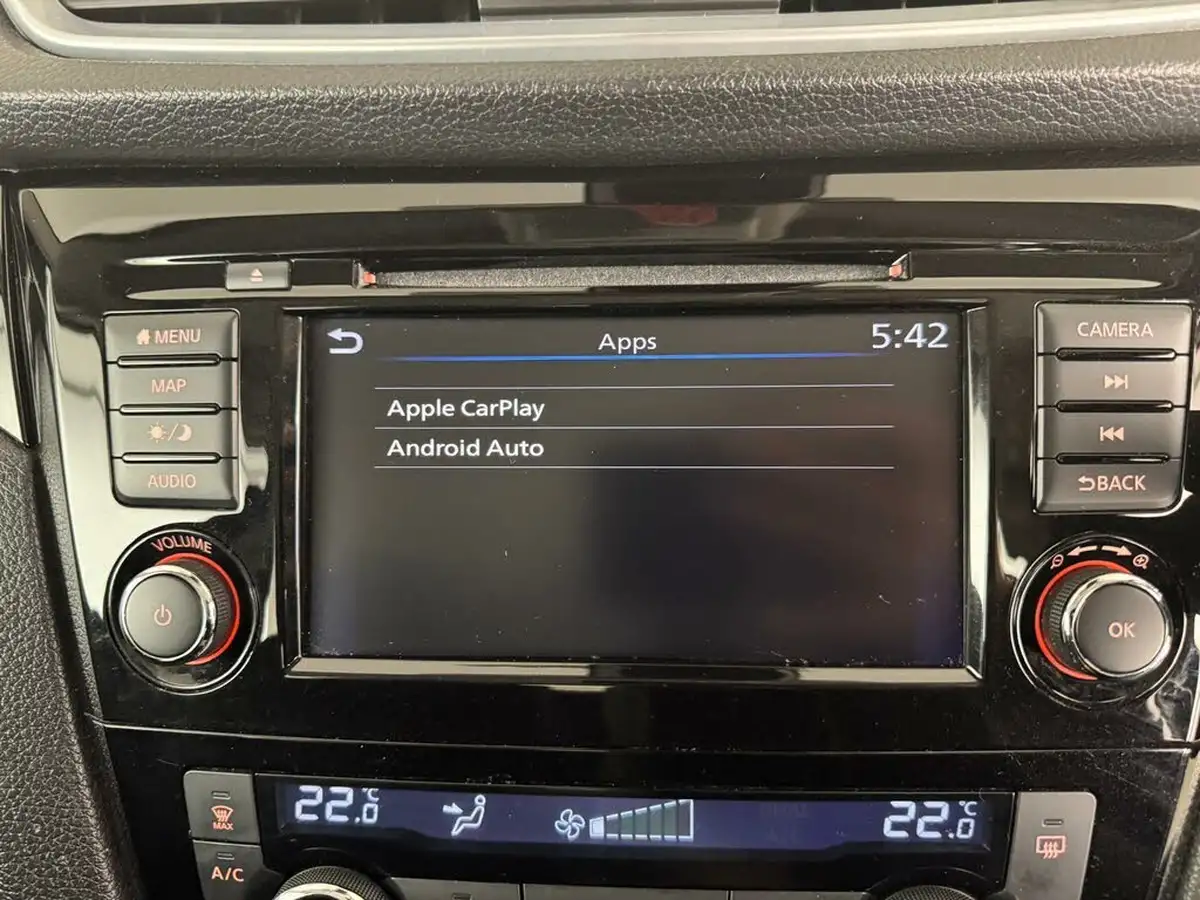 Apps
5:42
MENU
CAMERA
MAP
Apple CarPlay
Android Auto
AUDIO
BACK
VOLUME
OK
22.0
°C
22.0
°C
MAX
A/C